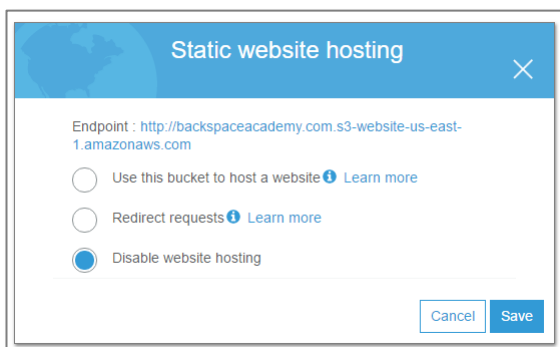 Static website hosting
Endpoint : http://backspaceacademy.com.s3-website-us-east-
1.amazonaws.com
Use this bucket to host a website Learn more
Redirect requests Learn more
Disable website hosting
Cancel Save